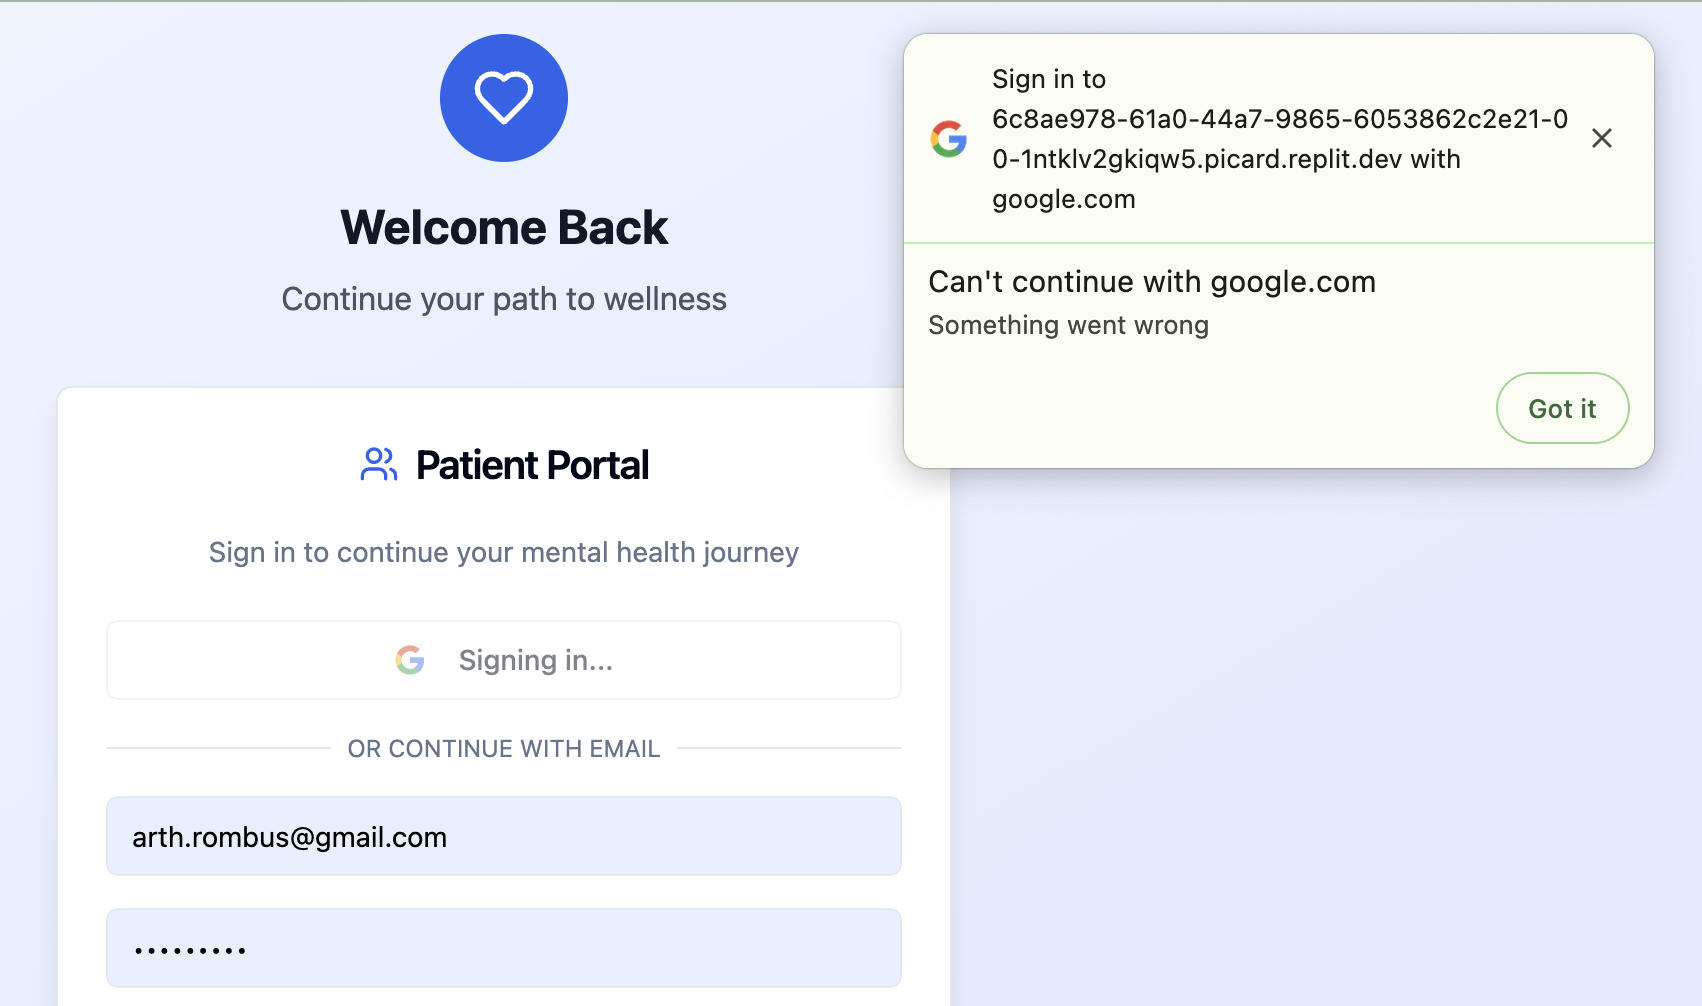 Welcome Back
Continue your path to wellness
Patient Portal
Sign in to continue your mental health journey
Signing in...
OR CONTINUE WITH EMAIL
arth.rombus@gmail.com
•••••••••
Sign in to
6c8ae978-61a0-44a7-9865-6053862c2e21-0
0-1ntklv2gkiqw5.picard.replit.dev with
google.com
Can't continue with google.com
Something went wrong
Got it